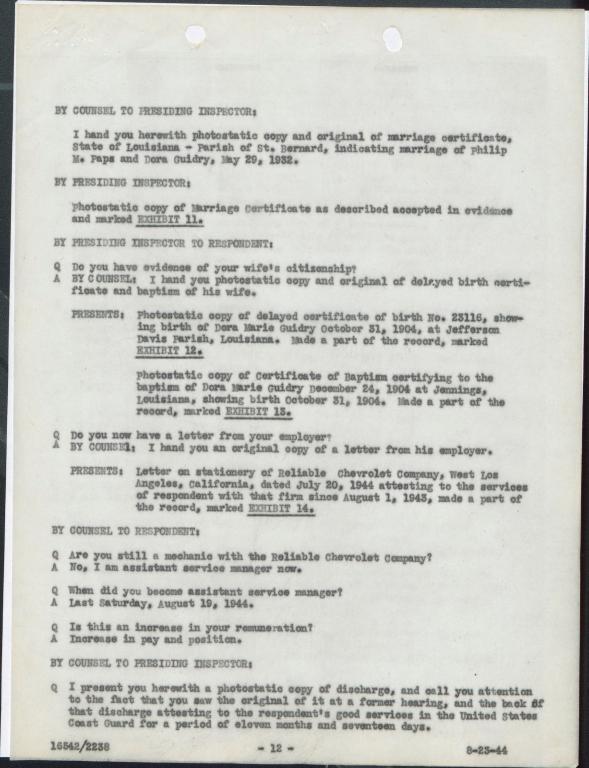 BY COUNSEL TO PRESIDING INSPECTOR:
I hand you herewith photostatic copy and original of marriage certificate,
State of Louisiana - Parish of St. Bernard, indicating marriage of Philip
M. Papa and Dora Guidry, May 29, 1932.
BY PRESIDING INSPECTOR:
Photostatic copy of Marriage Certificate as described accepted in evidence
and marked EXHIBIT 11.
BY PRESIDING INSPECTOR TO RESPONDENT:
Q Do you have evidence of your wife's citizenship?
A BY COUNSEL: I hand you photostatic copy and original of delayed birth certi-
ficate and baptism of his wife.
PRESENTS: Photostatic copy of delayed certificate of birth No. 23116, show-
ing birth of Dora Marie Guidry October 31, 1904, at Jefferson
Davis Parish, Louisiana. Made a part of the record, marked
EXHIBIT 12.
Photostatic copy of Certificate of Baptism certifying to the
baptism of Dora Marie Guidry December 24, 1904 at Jennings,
Louisiana, showing birth October 31, 1904. Made a part of the
record, marked EXHIBIT 13.
Q Do you now have a letter from your employer?
A BY COUNSEL: I hand you an original copy of a letter from his employer.
PRESENTS: Letter on stationery of Reliable Chevrolet Company, West Los
Angeles, California, dated July 20, 1944 attesting to the services
of respondent with that firm since August 1, 1943, made a part of
the record, marked EXHIBIT 14.
BY COUNSEL TO RESPONDENT:
Q Are you still a mechanic with the Reliable Chevrolet Company?
A No, I am assistant service manager now.
Q When did you become assistant service manager?
A Last Saturday, August 19, 1944.
Q Is this an increase in your remuneration?
A Increase in pay and position.
BY COUNSEL TO PRESIDING INSPECTOR:
Q I present you herewith a photostatic copy of discharge, and call you attention
to the fact that you saw the original of it at a former hearing, and the back of
that discharge attesting to the respondent's good services in the United States
Coast Guard for a period of eleven months and seventeen days.
16542/2238 - 12 - 8-23-44